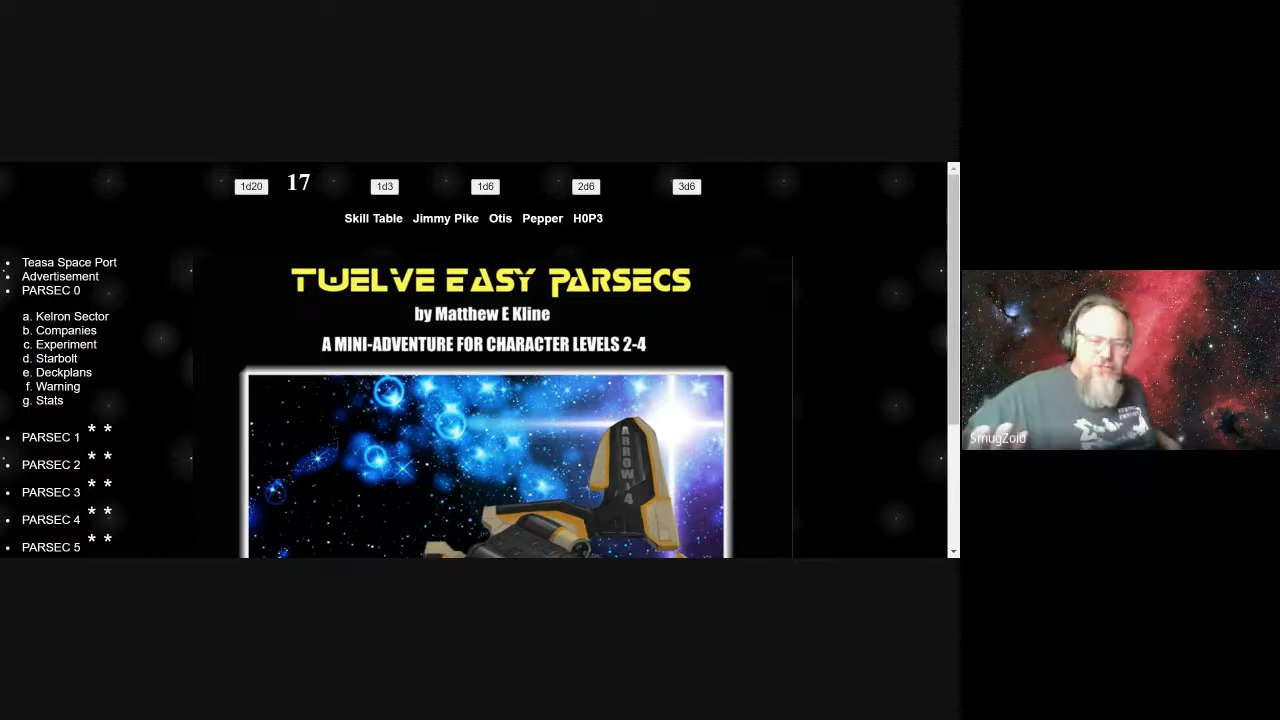 1d20 17 1d3 1d6 2d6 3d6
Skill Table Jimmy Pike Otis Pepper H0P3
Teasa Space Port
Advertisement
PARSEC 0
a. Kelron Sector
b. Companies
c. Experiment
d. Starbolt
e. Deckplans
f. Warning
g. Stats
PARSEC 1 * *
PARSEC 2 * *
PARSEC 3 * *
PARSEC 4 * *
PARSEC 5 * *
TWELVE EASY PARSECS
by Matthew E Kline
A MINI-ADVENTURE FOR CHARACTER LEVELS 2-4
SmugZoid